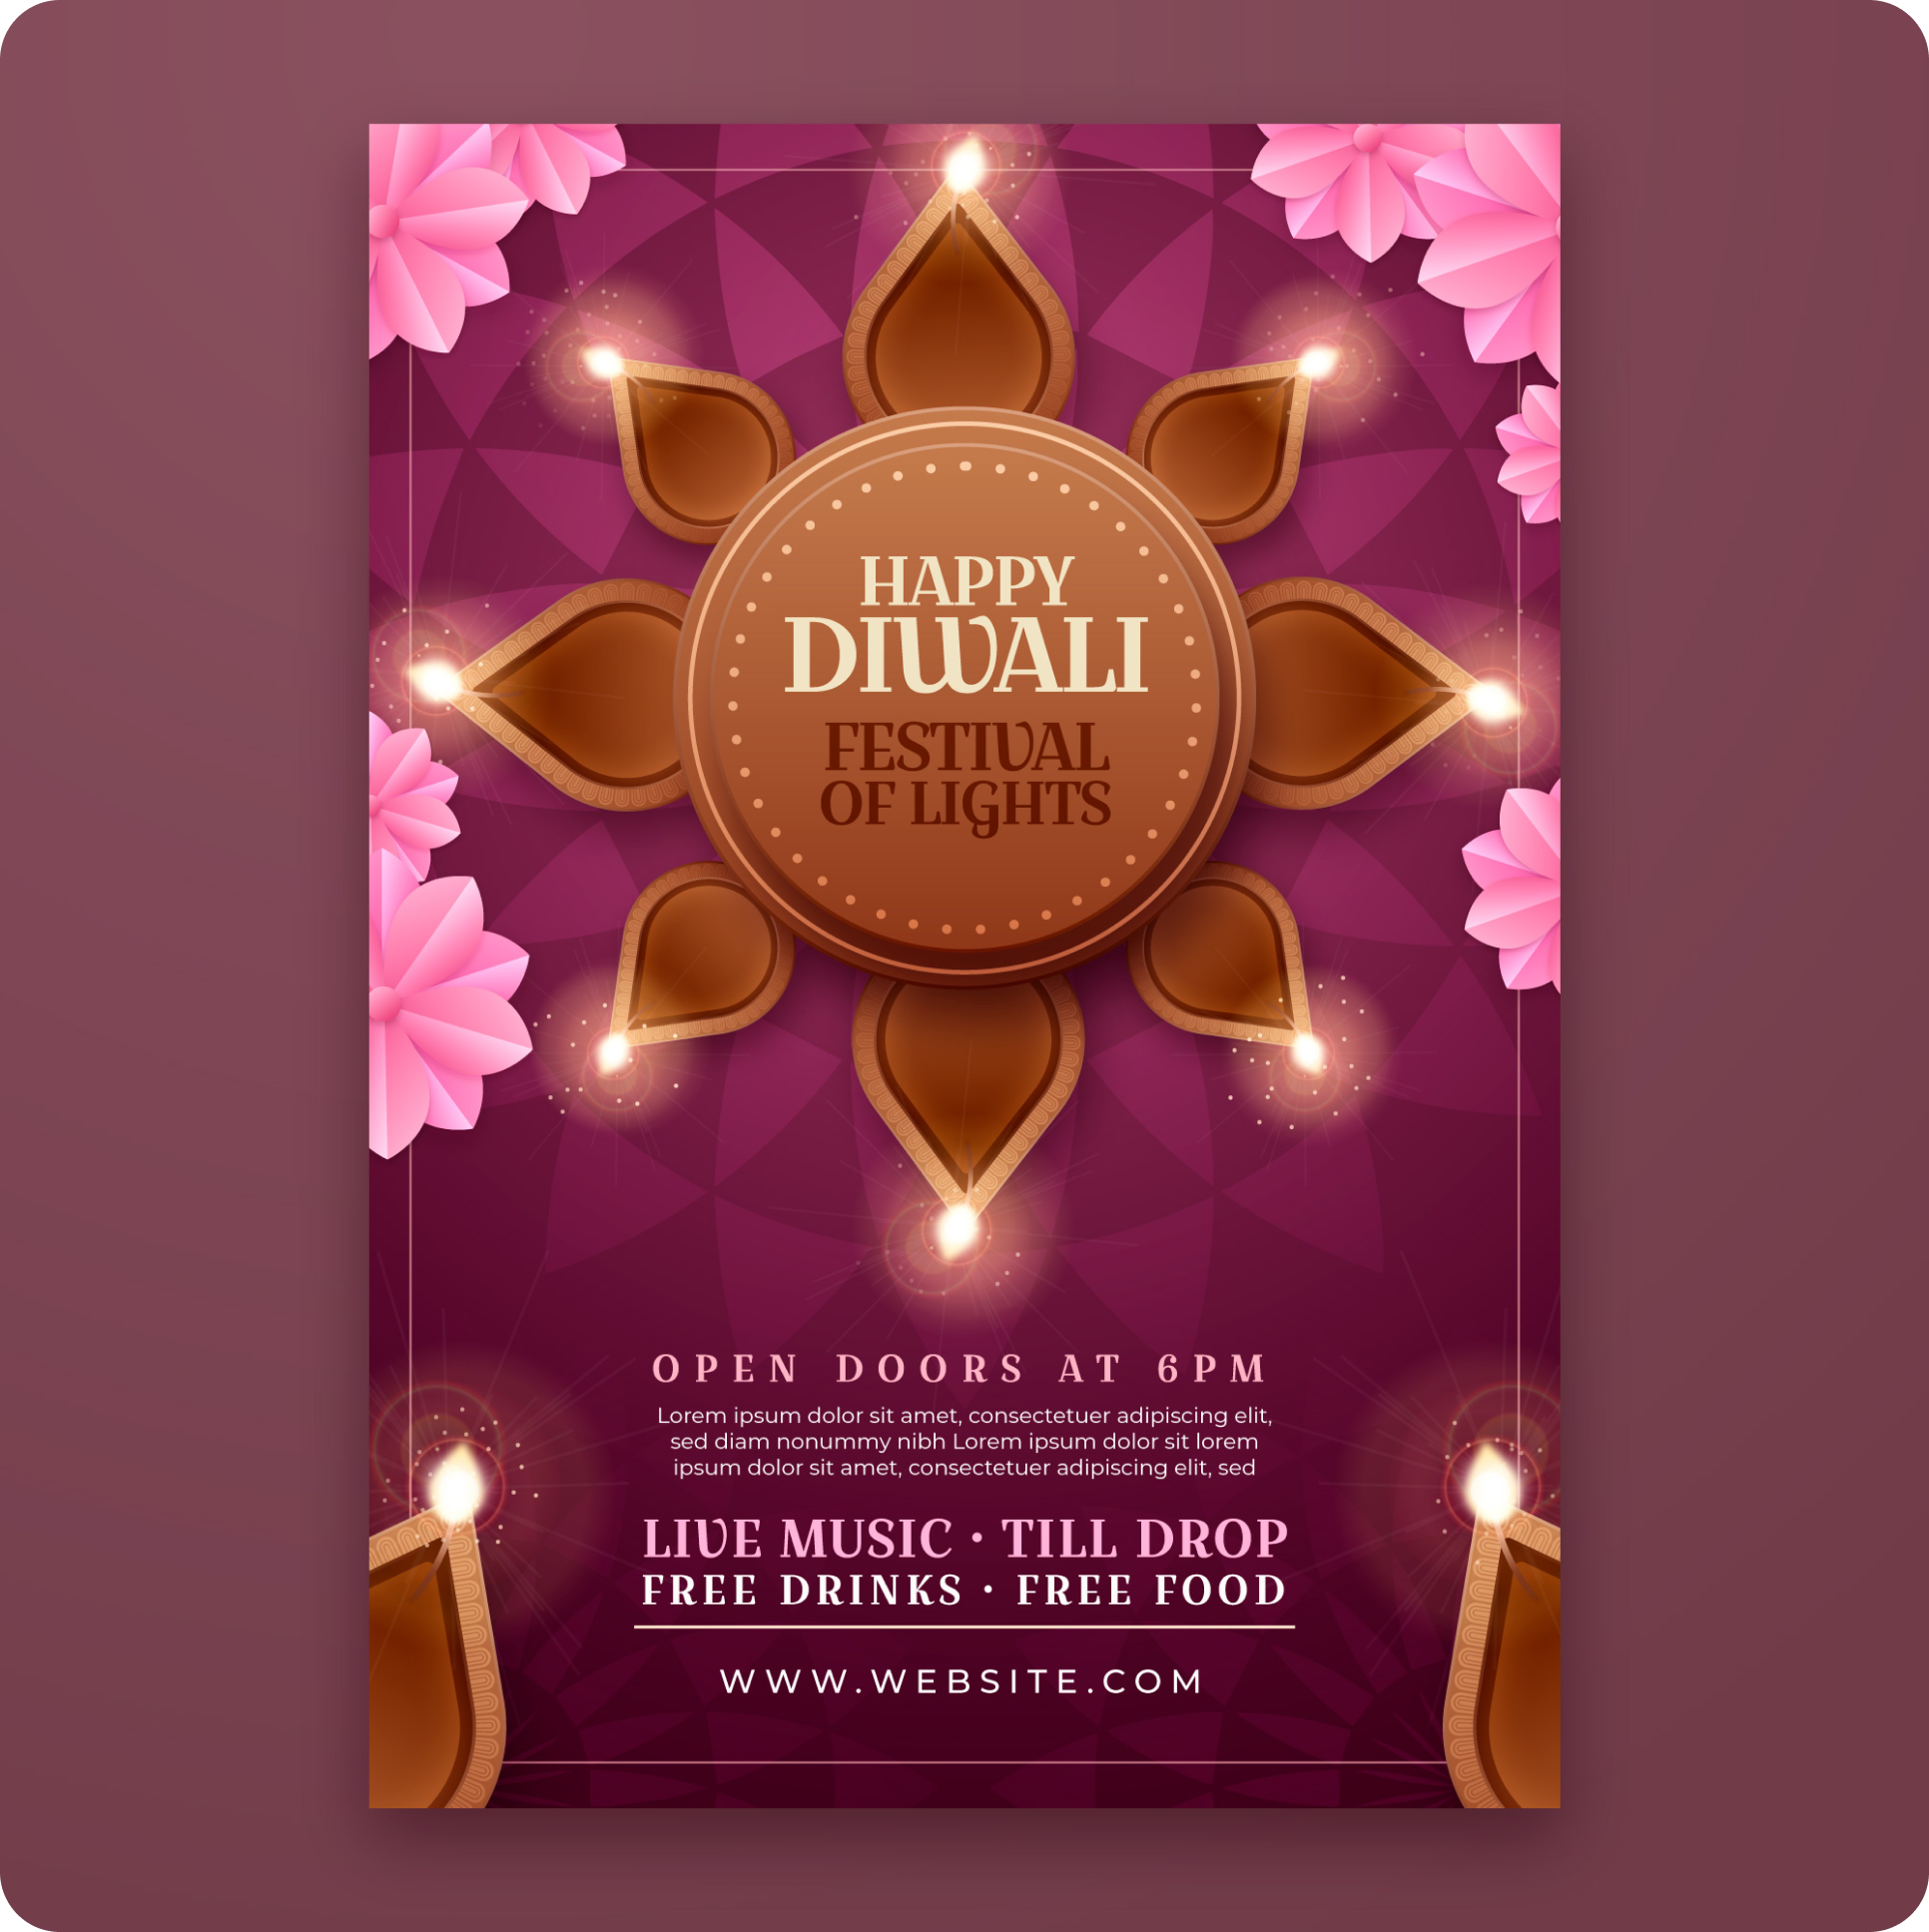 HAPPY
DIWALI
FESTIVAL
OF LIGHTS
OPEN DOORS AT 6PM
Lorem ipsum dolor sit amet, consectetuer adipiscing elit,
sed diam nonummy nibh Lorem ipsum dolor sit lorem
ipsum dolor sit amet, consectetuer adipiscing elit, sed
LIVE MUSIC · TILL DROP
FREE DRINKS · FREE FOOD
WWW.WEBSITE.COM